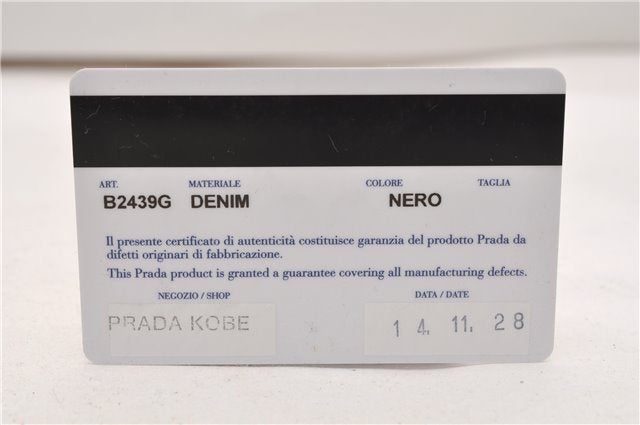 ART. MATERIALE COLORE TAGLIA
B2439G DENIM NERO
Il presente certificato di autenticità costituisce garanzia del prodotto Prada da
difetti originari di fabbricazione.
This Prada product is granted a guarantee covering all manufacturing defects.
NEGOZIO / SHOP DATA / DATE
PRADA KOBE 1 4. 11. 28